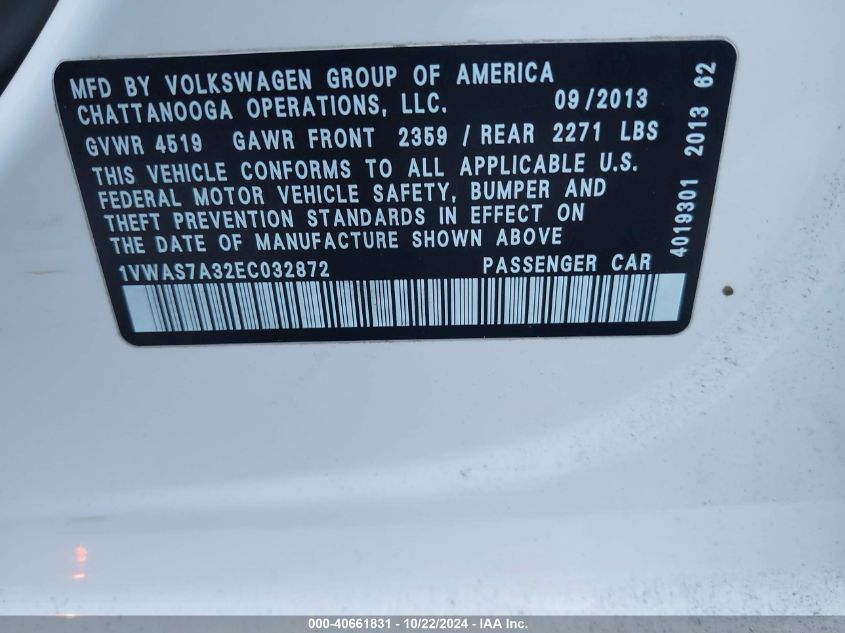 MFD BY VOLKSWAGEN GROUP OF AMERICA
CHATTANOOGA OPERATIONS, LLC. 09/2013
GVWR 4519 GAWR FRONT 2359 / REAR 2271 LBS
THIS VEHICLE CONFORMS TO ALL APPLICABLE U.S.
FEDERAL MOTOR VEHICLE SAFETY, BUMPER AND
THEFT PREVENTION STANDARDS IN EFFECT ON
THE DATE OF MANUFACTURE SHOWN ABOVE
1VWAS7A32EC032872 PASSENGER CAR
4019301 2013 62
000-40661831 - 10/22/2024 - IAA Inc.